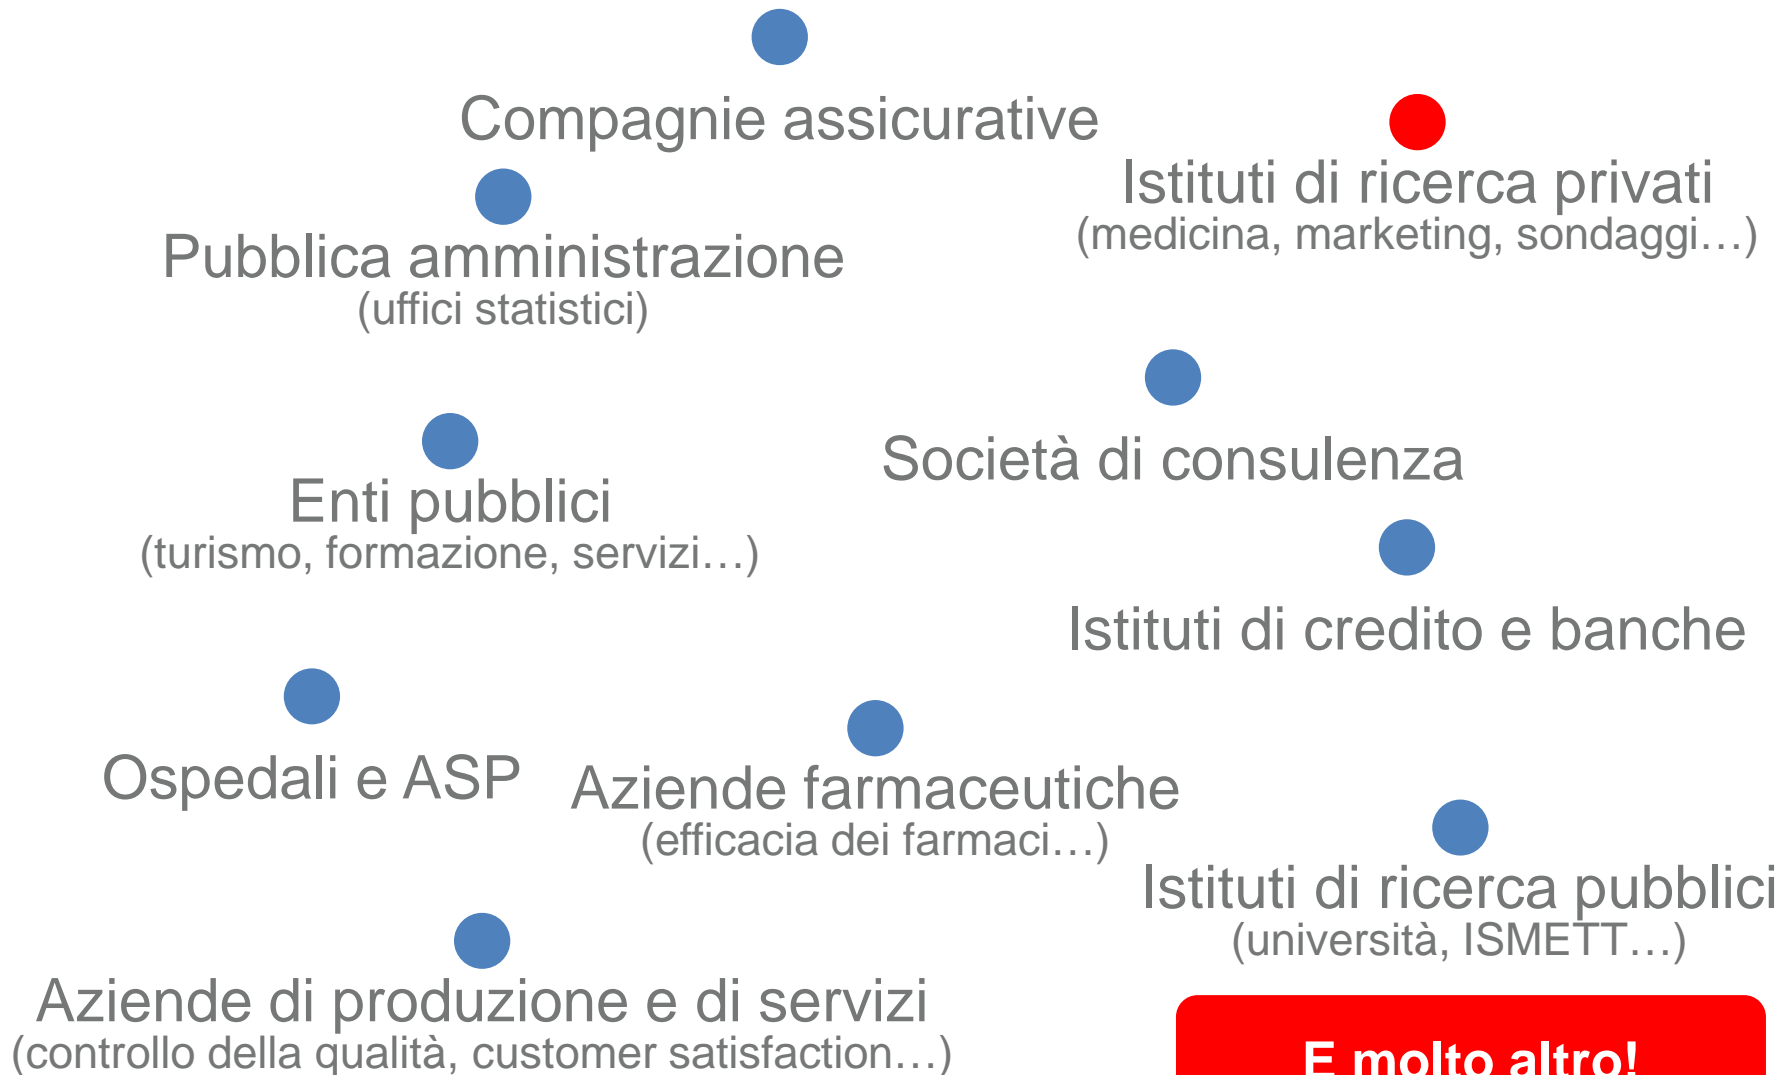 Compagnie assicurative
Istituti di ricerca privati
(medicina, marketing, sondaggi…)
Pubblica amministrazione
(uffici statistici)
Società di consulenza
Enti pubblici
(turismo, formazione, servizi…)
Istituti di credito e banche
Ospedali e ASP
Aziende farmaceutiche
(efficacia dei farmaci…)
Istituti di ricerca pubblici
(università, ISMETT…)
Aziende di produzione e di servizi
(controllo della qualità, customer satisfaction…)
E molto altro!